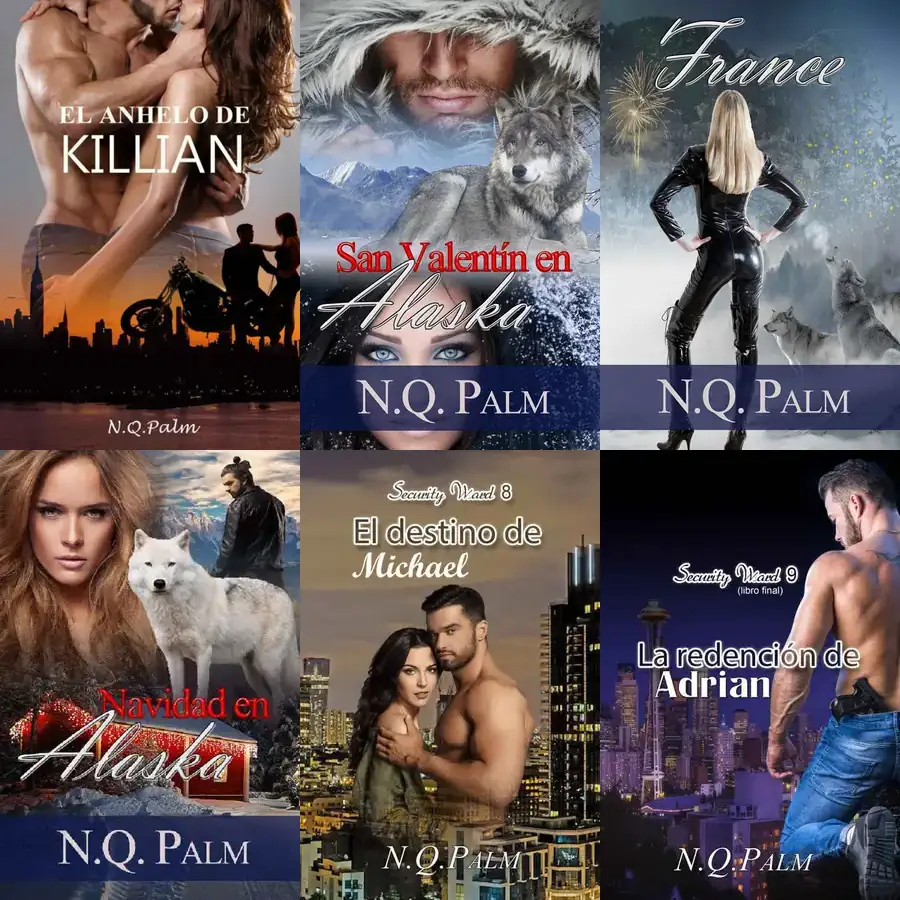 EL ANHELO DE
KILLIAN
N.Q.Palm
San Valentín en
Alaska
N.Q. PALM
France
N.Q. PALM
Navidad en
Alaska
N.Q. PALM
Security Ward 8
El destino de
Michael
N.Q.PALM
Security Ward 9
(libro final)
La redención de
Adrian
N.Q.PALM